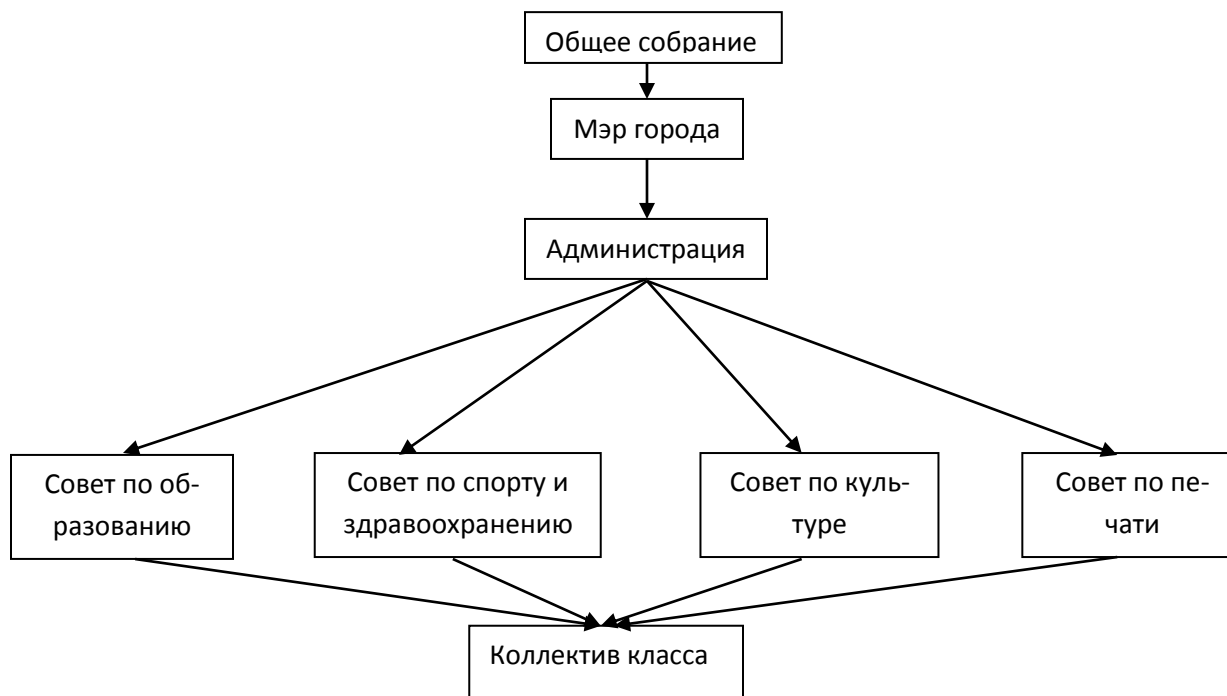 Общее собрание
Мэр города
Администрация
Совет по об-
разованию
Совет по спорту и
здравоохранению
Совет по куль-
туре
Совет по пе-
чати
Коллектив класса